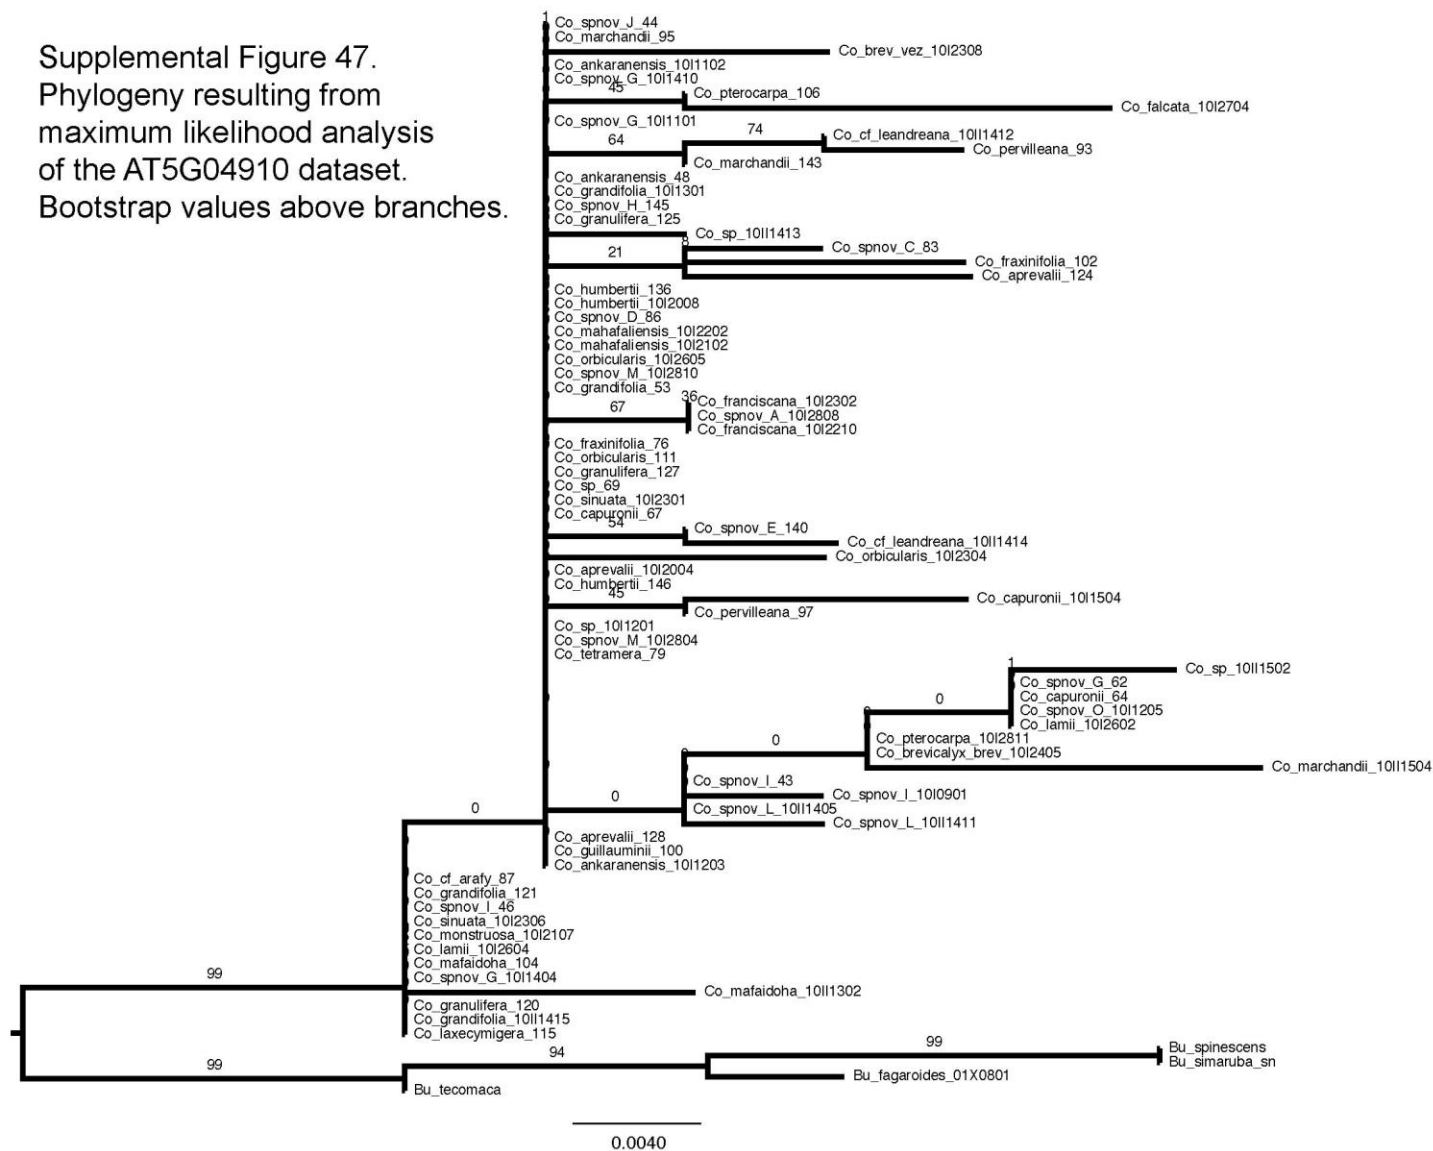 Supplemental Figure 47.
Phylogeny resulting from
maximum likelihood analysis
of the AT5G04910 dataset.
Bootstrap values above branches.
1
Co_spnov_J_44
Co_marchandii_95
Co_brev_vez_10I2308
Co_ankaranensis_10I1102
Co_spnov_G_10I1410
45
Co_pterocarpa_106
Co_falcata_10I2704
Co_spnov_G_10I1101
64
74
Co_cf_leandreana_10II1412
Co_pervilleana_93
Co_marchandii_143
Co_ankaranensis_48
Co_grandifolia_10I1301
Co_spnov_H_145
Co_granulifera_125
Co_sp_10II1413
21
8
Co_spnov_C_83
Co_fraxinifolia_102
Co_aprevalii_124
Co_humbertii_136
Co_humbertii_10I2008
Co_spnov_D_86
Co_mahafaliensis_10I2202
Co_mahafaliensis_10I2102
Co_orbicularis_10I2605
Co_spnov_M_10I2810
Co_grandifolia_53
67
36
Co_franciscana_10I2302
Co_spnov_A_10I2808
Co_franciscana_10I2210
Co_fraxinifolia_76
Co_orbicularis_111
Co_granulifera_127
Co_sp_69
Co_sinuata_10I2301
Co_capuronii_67
54
Co_spnov_E_140
Co_cf_leandreana_10II1414
Co_orbicularis_10I2304
Co_aprevalii_10I2004
Co_humbertii_146
45
Co_capuronii_10I1504
Co_pervilleana_97
Co_sp_10I1201
Co_spnov_M_10I2804
Co_tetramera_79
1
Co_sp_10II1502
0
Co_spnov_G_62
Co_capuronii_64
Co_spnov_O_10I1205
Co_lamii_10I2602
0
0
Co_pterocarpa_10I2811
Co_brevicalyx_brev_10I2405
Co_marchandii_10II1504
0
0
Co_spnov_I_43
Co_spnov_I_10I0901
Co_spnov_L_10II1405
Co_spnov_L_10II1411
0
Co_aprevalii_128
Co_guillauminii_100
Co_ankaranensis_10I1203
Co_cf_arafy_87
Co_grandifolia_121
Co_spnov_I_46
Co_sinuata_10I2306
Co_monstruosa_10I2107
Co_lamii_10I2604
Co_mafaidoha_104
Co_spnov_G_10I1404
99
Co_mafaidoha_10II1302
Co_granulifera_120
Co_grandifolia_10II1415
Co_laxecymigera_115
99
94
99
Bu_spinescens
Bu_simaruba_sn
Bu_fagaroides_01X0801
Bu_tecomaca
0.0040